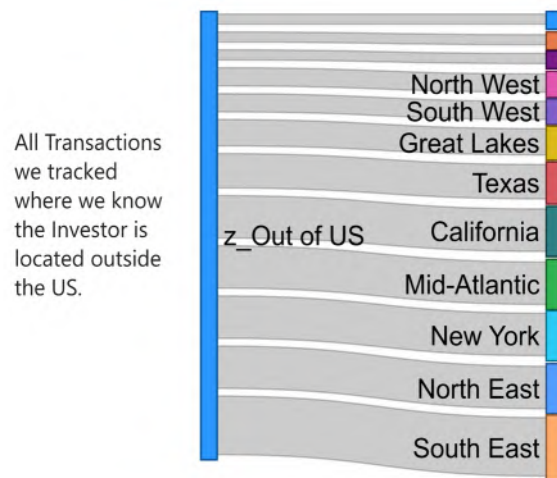 North West
South West
Great Lakes
Texas
California
Mid-Atlantic
New York
North East
South East
z_Out of US
All Transactions
we tracked
where we know
the Investor is
located outside
the US.